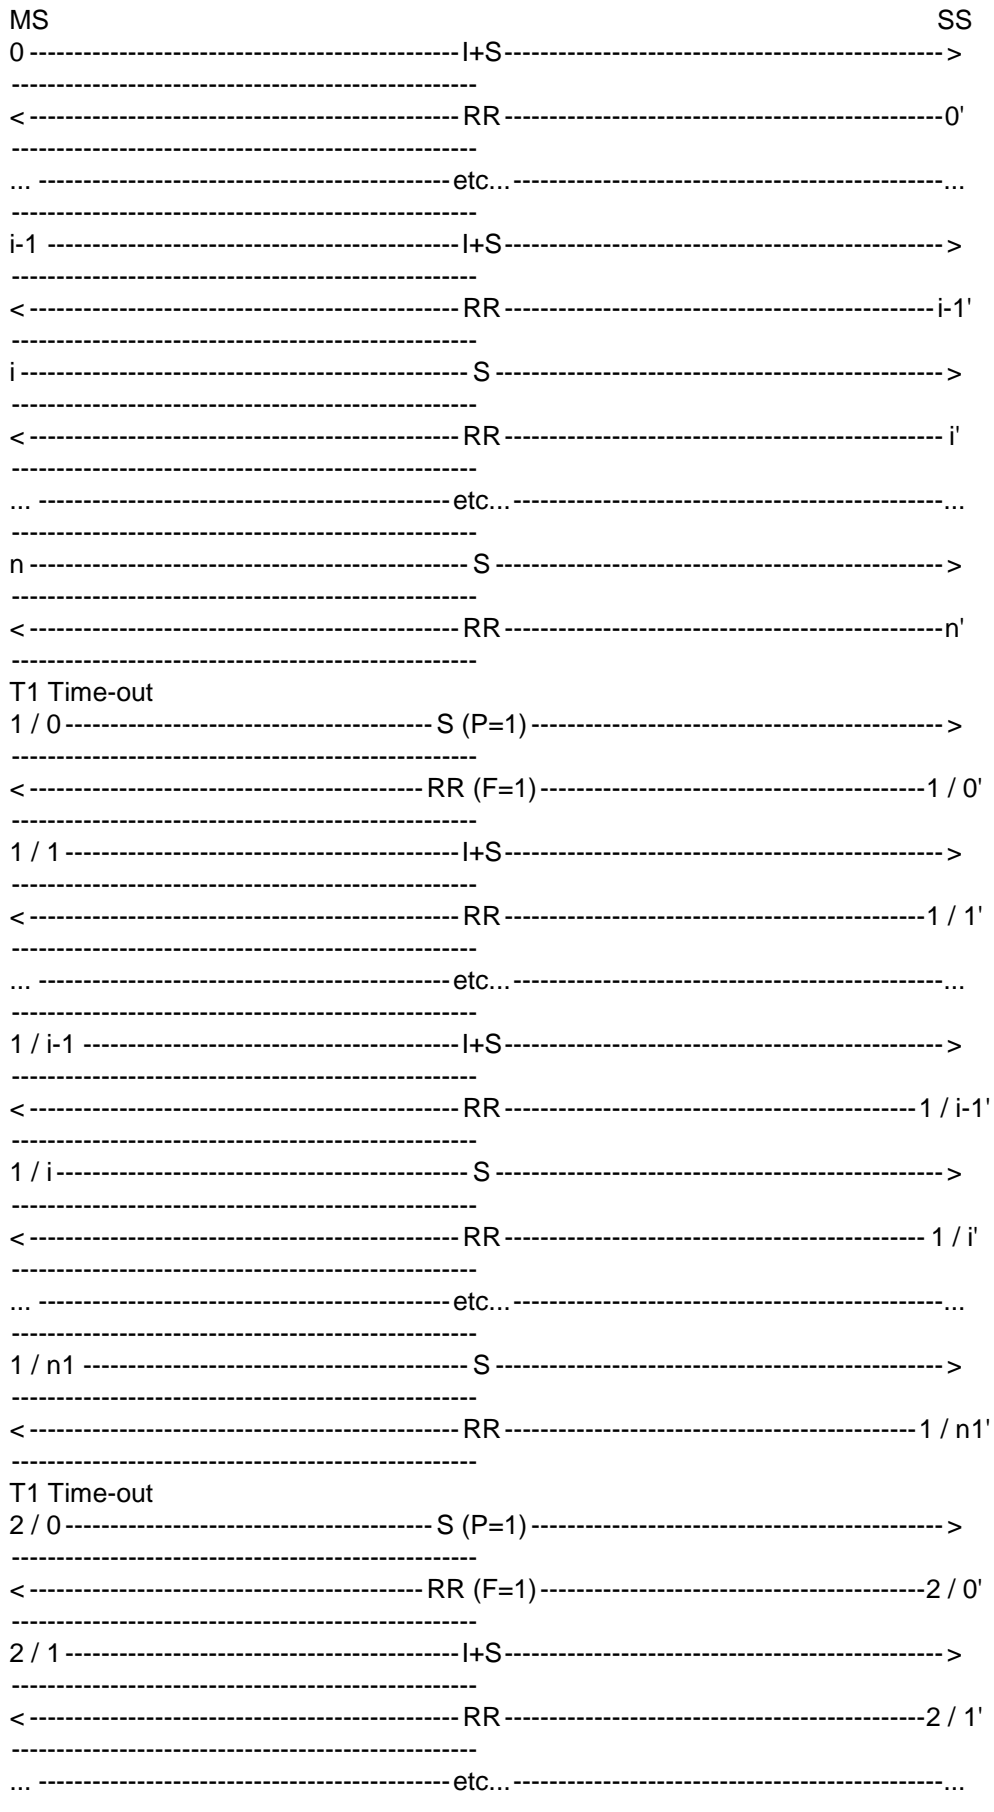 MS SS
0 ------------------------------------------------ I+S ------------------------------------------------- >
----------------------------------------------------
< ------------------------------------------------ RR -------------------------------------------------0'
----------------------------------------------------
... ----------------------------------------------etc...------------------------------------------------...
----------------------------------------------------
i-1 ---------------------------------------------- I+S ------------------------------------------------- >
----------------------------------------------------
< ------------------------------------------------ RR ------------------------------------------------i-1'
----------------------------------------------------
i -------------------------------------------------- S -------------------------------------------------- >
----------------------------------------------------
< ------------------------------------------------ RR ------------------------------------------------- i'
----------------------------------------------------
... ----------------------------------------------etc...------------------------------------------------...
----------------------------------------------------
n ------------------------------------------------- S -------------------------------------------------- >
----------------------------------------------------
< ------------------------------------------------ RR -------------------------------------------------n'
----------------------------------------------------
T1 Time-out
1 / 0 ----------------------------------------- S (P=1) ---------------------------------------------- >
----------------------------------------------------
< -------------------------------------------- RR (F=1) -------------------------------------------1 / 0'
----------------------------------------------------
1 / 1 -------------------------------------------- I+S ------------------------------------------------- >
----------------------------------------------------
< ------------------------------------------------ RR -----------------------------------------------1 / 1'
----------------------------------------------------
... ----------------------------------------------etc...------------------------------------------------...
----------------------------------------------------
1 / i-1 ------------------------------------------ I+S ------------------------------------------------- >
----------------------------------------------------
< ------------------------------------------------ RR ----------------------------------------------1 / i-1'
----------------------------------------------------
1 / i ---------------------------------------------- S -------------------------------------------------- >
----------------------------------------------------
< ------------------------------------------------ RR ----------------------------------------------- 1 / i'
----------------------------------------------------
... ----------------------------------------------etc...------------------------------------------------...
----------------------------------------------------
1 / n1 ------------------------------------------- S -------------------------------------------------- >
----------------------------------------------------
< ------------------------------------------------ RR ----------------------------------------------1 / n1'
----------------------------------------------------
T1 Time-out
2 / 0 ----------------------------------------- S (P=1) ---------------------------------------------- >
----------------------------------------------------
< -------------------------------------------- RR (F=1) -------------------------------------------2 / 0'
----------------------------------------------------
2 / 1 -------------------------------------------- I+S ------------------------------------------------- >
----------------------------------------------------
< ------------------------------------------------ RR -----------------------------------------------2 / 1'
----------------------------------------------------
... ----------------------------------------------etc...------------------------------------------------...